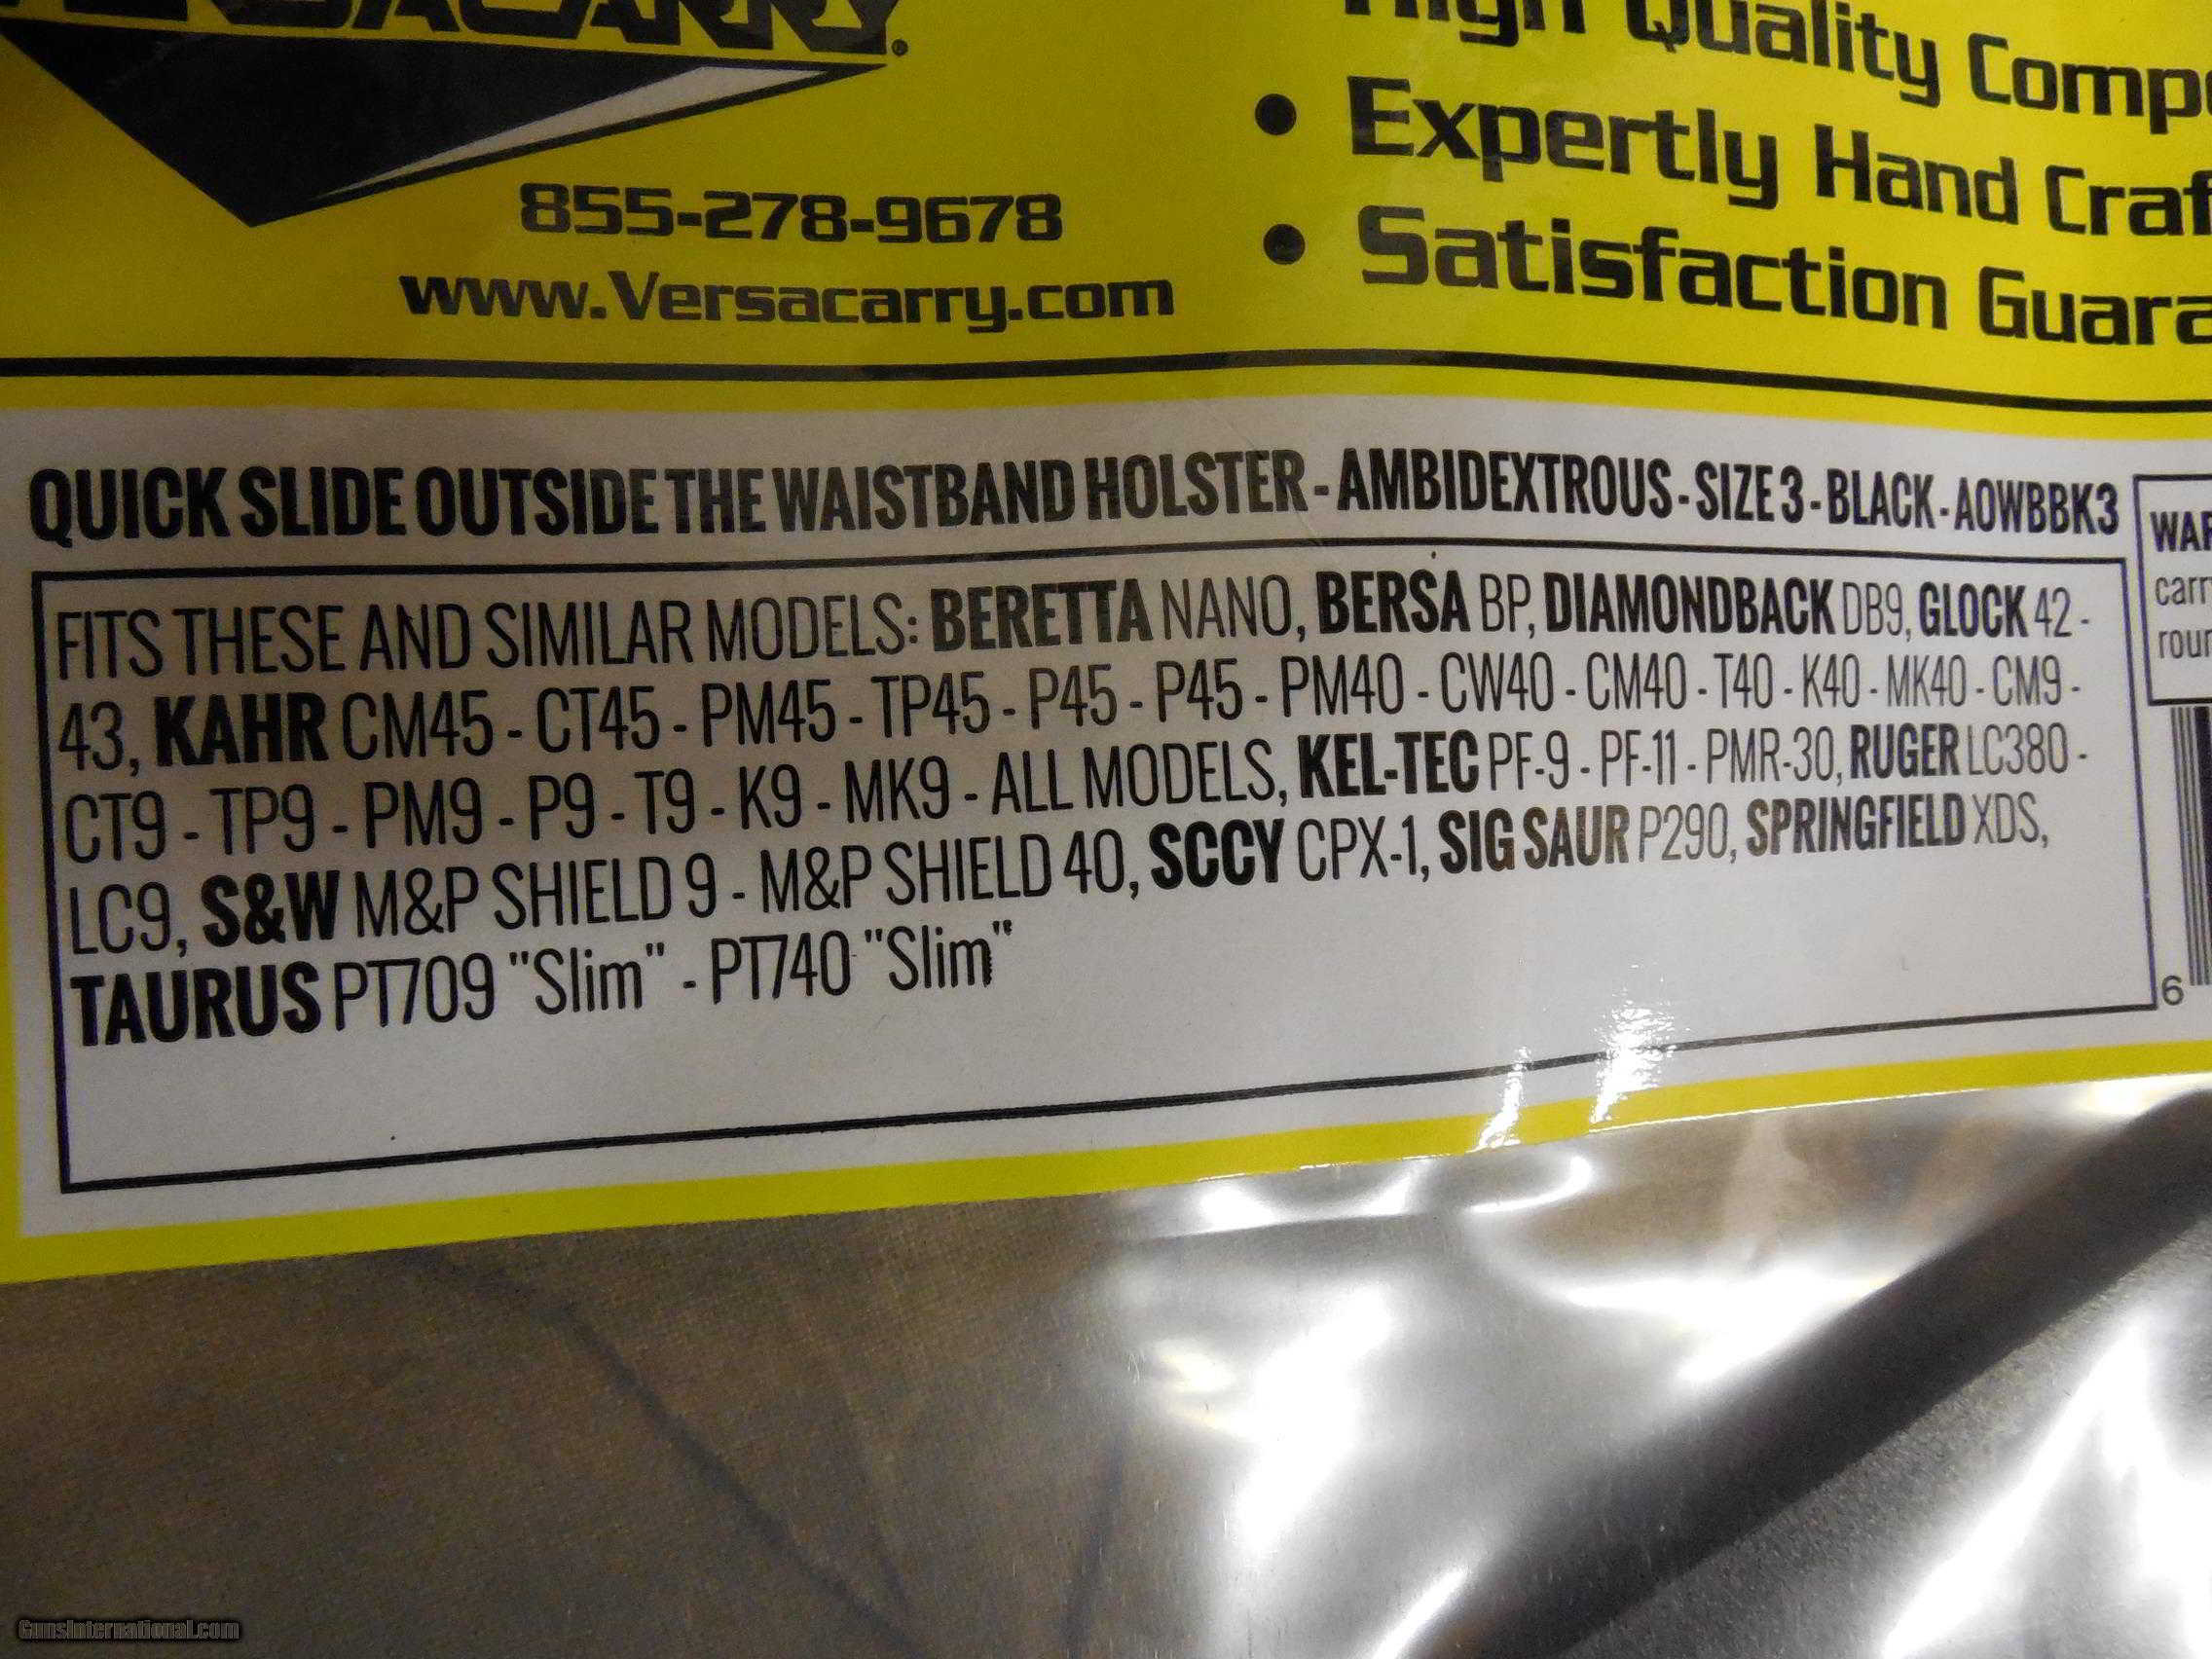 VERSACARRY®
855-278-9678
www.Versacarry.com
High Quality
• Expertly Hand
• Satisfaction
QUICK SLIDE OUTSIDE THE WAISTBAND HOLSTER - AMBIDEXTROUS - SIZE 3 - BLACK - AOWBBK3
FITS THESE AND SIMILAR MODELS: BERETTA NANO, BERSA BP, DIAMONDBACK DB9, GLOCK 42 -
43, KAHR CM45 - CT45 - PM45 - TP45 - P45 - P45 - PM40 - CW40 - CM40 - T40 - K40 - MK40 - CM9 -
CT9 - TP9 - PM9 - P9 - T9 - K9 - MK9 - ALL MODELS, KEL-TEC PF-9 - PF-11 - PMR-30, RUGER LC380 -
LC9, S&W M&P SHIELD 9 - M&P SHIELD 40, SCCY CPX-1, SIG SAUR P290, SPRINGFIELD XDS,
TAURUS PT709 "Slim" - PT740 "Slim"
6
GunsInternational.com